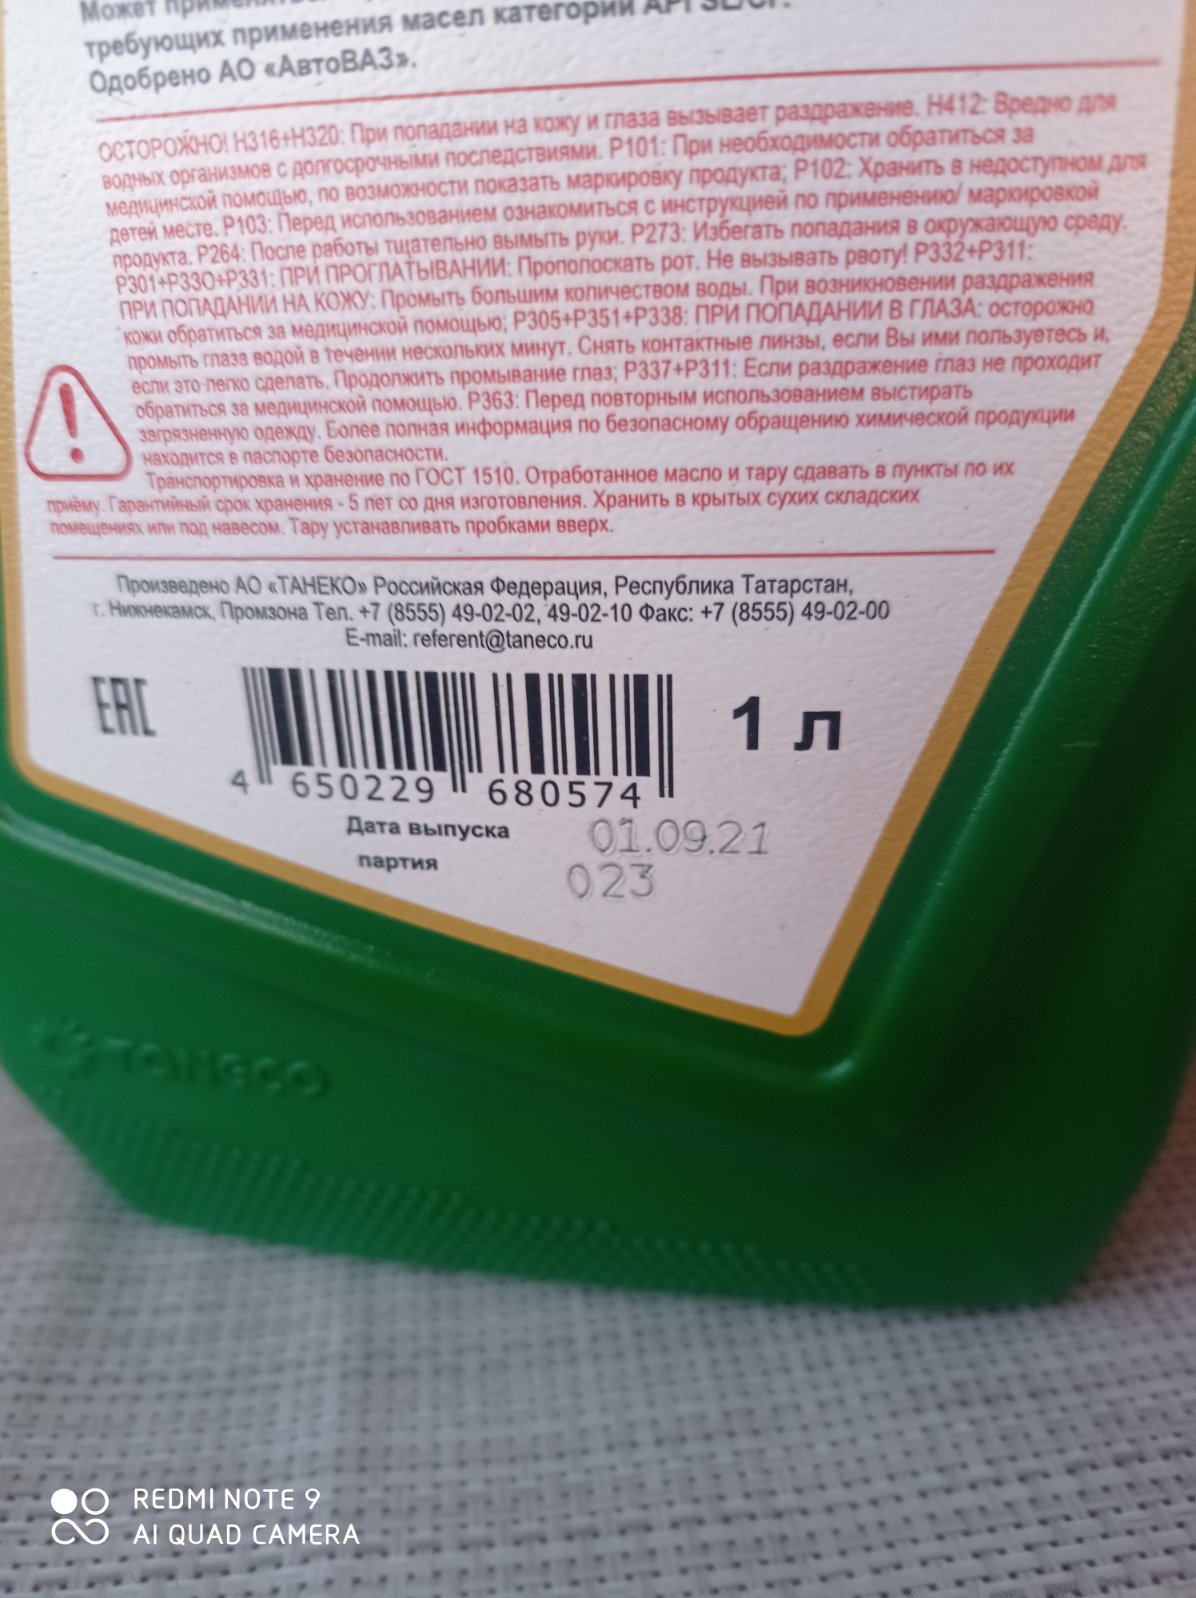 Может применяться
требующих применения масел категории API SL/CF.
Одобрено АО «АвтоВАЗ».
ОСТОРОЖНО! H316+H320: При попадании на кожу и глаза вызывает раздражение. H412: Вредно для
водных организмов с долгосрочными последствиями. P101: При необходимости обратиться за
медицинской помощью, по возможности показать маркировку продукта; P102: Хранить в недоступном для
детей месте. P103: Перед использованием ознакомиться с инструкцией по применению/ маркировкой
продукта. P264: После работы тщательно вымыть руки. P273: Избегать попадания в окружающую среду.
P301+P330+P331: ПРИ ПРОГЛАТЫВАНИИ: Прополоскать рот. Не вызывать рвоту! P332+P311:
ПРИ ПОПАДАНИИ НА КОЖУ: Промыть большим количеством воды. При возникновении раздражения
кожи обратиться за медицинской помощью; P305+P351+P338: ПРИ ПОПАДАНИИ В ГЛАЗА: осторожно
промыть глаза водой в течении нескольких минут. Снять контактные линзы, если Вы ими пользуетесь и,
если это легко сделать. Продолжить промывание глаз; P337+P311: Если раздражение глаз не проходит
обратиться за медицинской помощью. P363: Перед повторным использованием выстирать
загрязненную одежду. Более полная информация по безопасному обращению химической продукции
находится в паспорте безопасности.
Транспортировка и хранение по ГОСТ 1510. Отработанное масло и тару сдавать в пункты по их
приёму. Гарантийный срок хранения - 5 лет со дня изготовления. Хранить в крытых сухих складских
помещениях или под навесом. Тару устанавливать пробками вверх.
Произведено АО «ТАНЕКО» Российская Федерация, Республика Татарстан,
г. Нижнекамск, Промзона Тел. +7 (8555) 49-02-02, 49-02-10 Факс: +7 (8555) 49-02-00
E-mail: referent@taneco.ru
EAC
1 л
4 650229 680574
Дата выпуска 01.09.21
партия 023
TANECO
REDMI NOTE 9
AI QUAD CAMERA